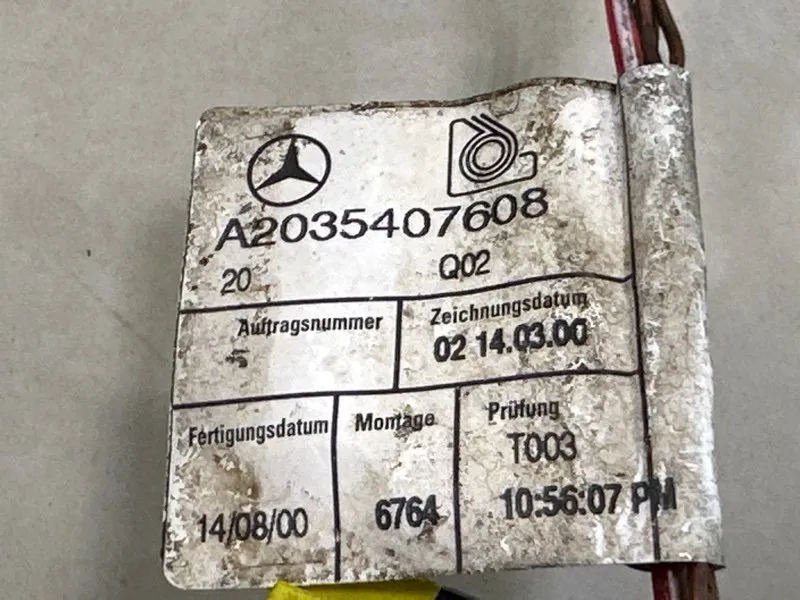 A2035407608
20 Q02
Auftragsnummer
Zeichnungsdatum
02 14.03.00
Fertigungsdatum
14/08/00
Montage
6764
Prüfung
T003
10:56:07 PM